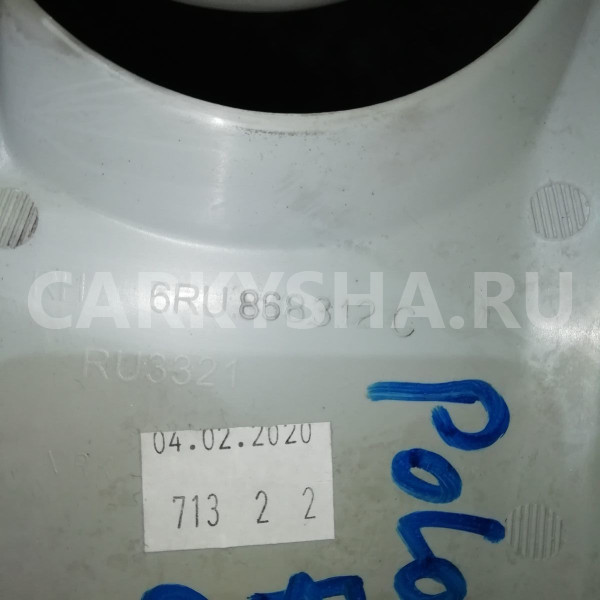 CARKYSHA.RU
6RU 868 312 C
RU3321
04.02.2020
713 2 2
POLO